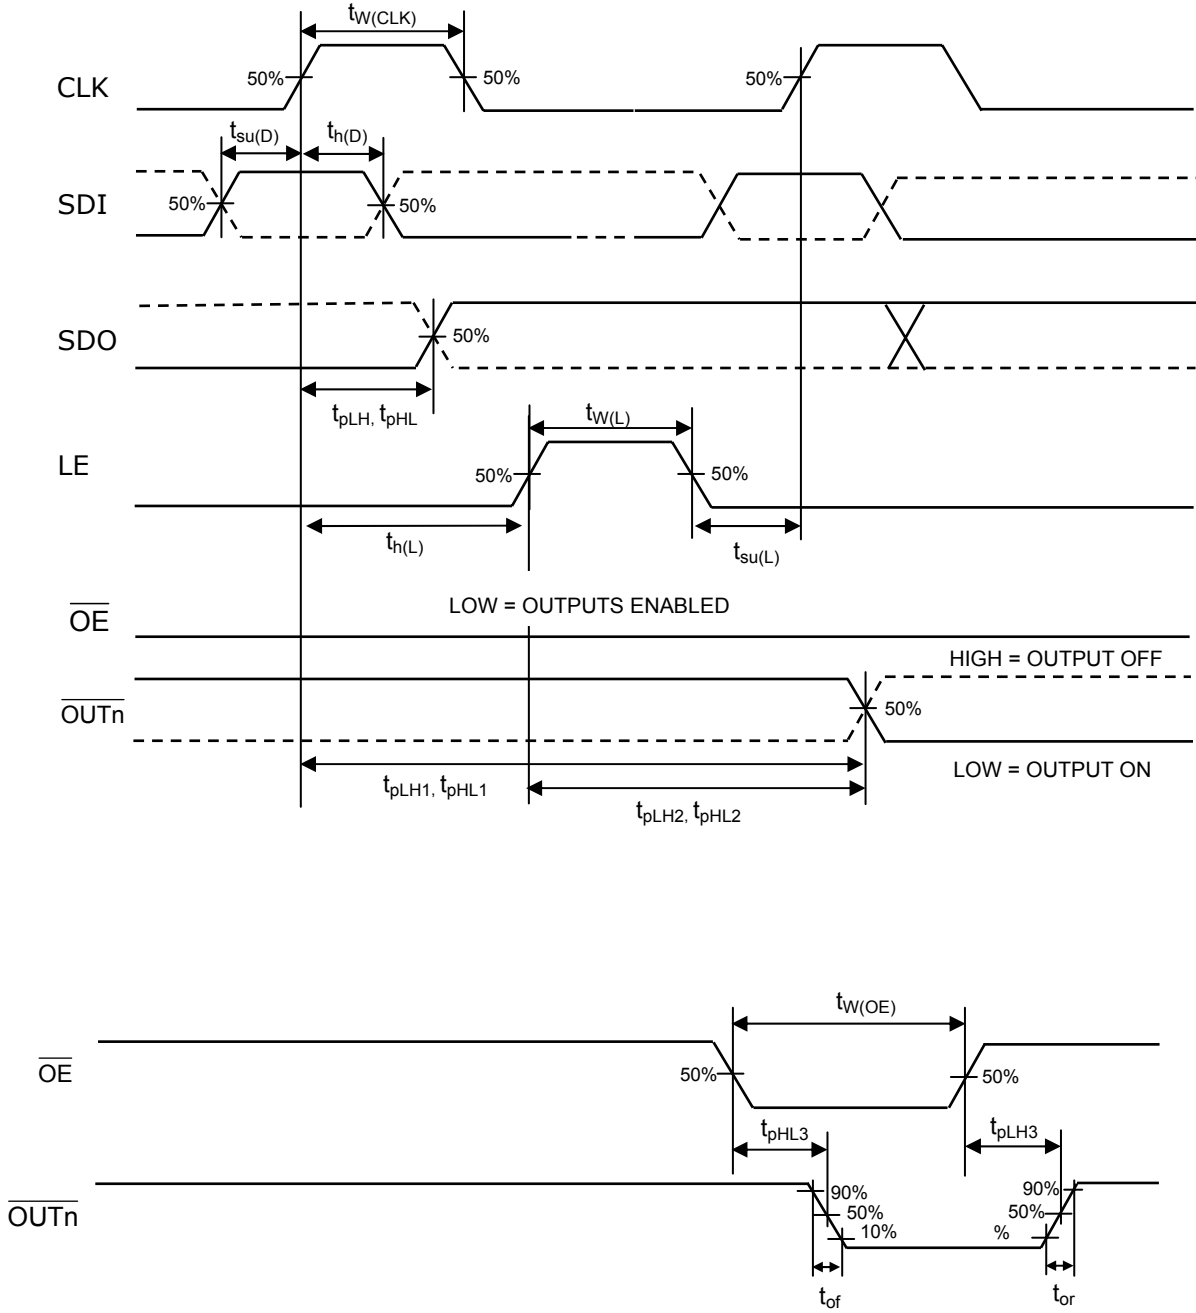 tW(CLK)
CLK
50%
50%
50%
tsu(D)
th(D)
SDI
50%
50%
SDO
50%
tpLH, tpHL
tW(L)
LE
50%
50%
th(L)
tsu(L)
LOW = OUTPUTS ENABLED
OE
HIGH = OUTPUT OFF
OUTn
50%
LOW = OUTPUT ON
tpLH1, tpHL1
tpLH2, tpHL2
tW(OE)
OE
50%
50%
tpHL3
tpLH3
OUTn
90%
50%
10%
90%
50%
%
tof
tor